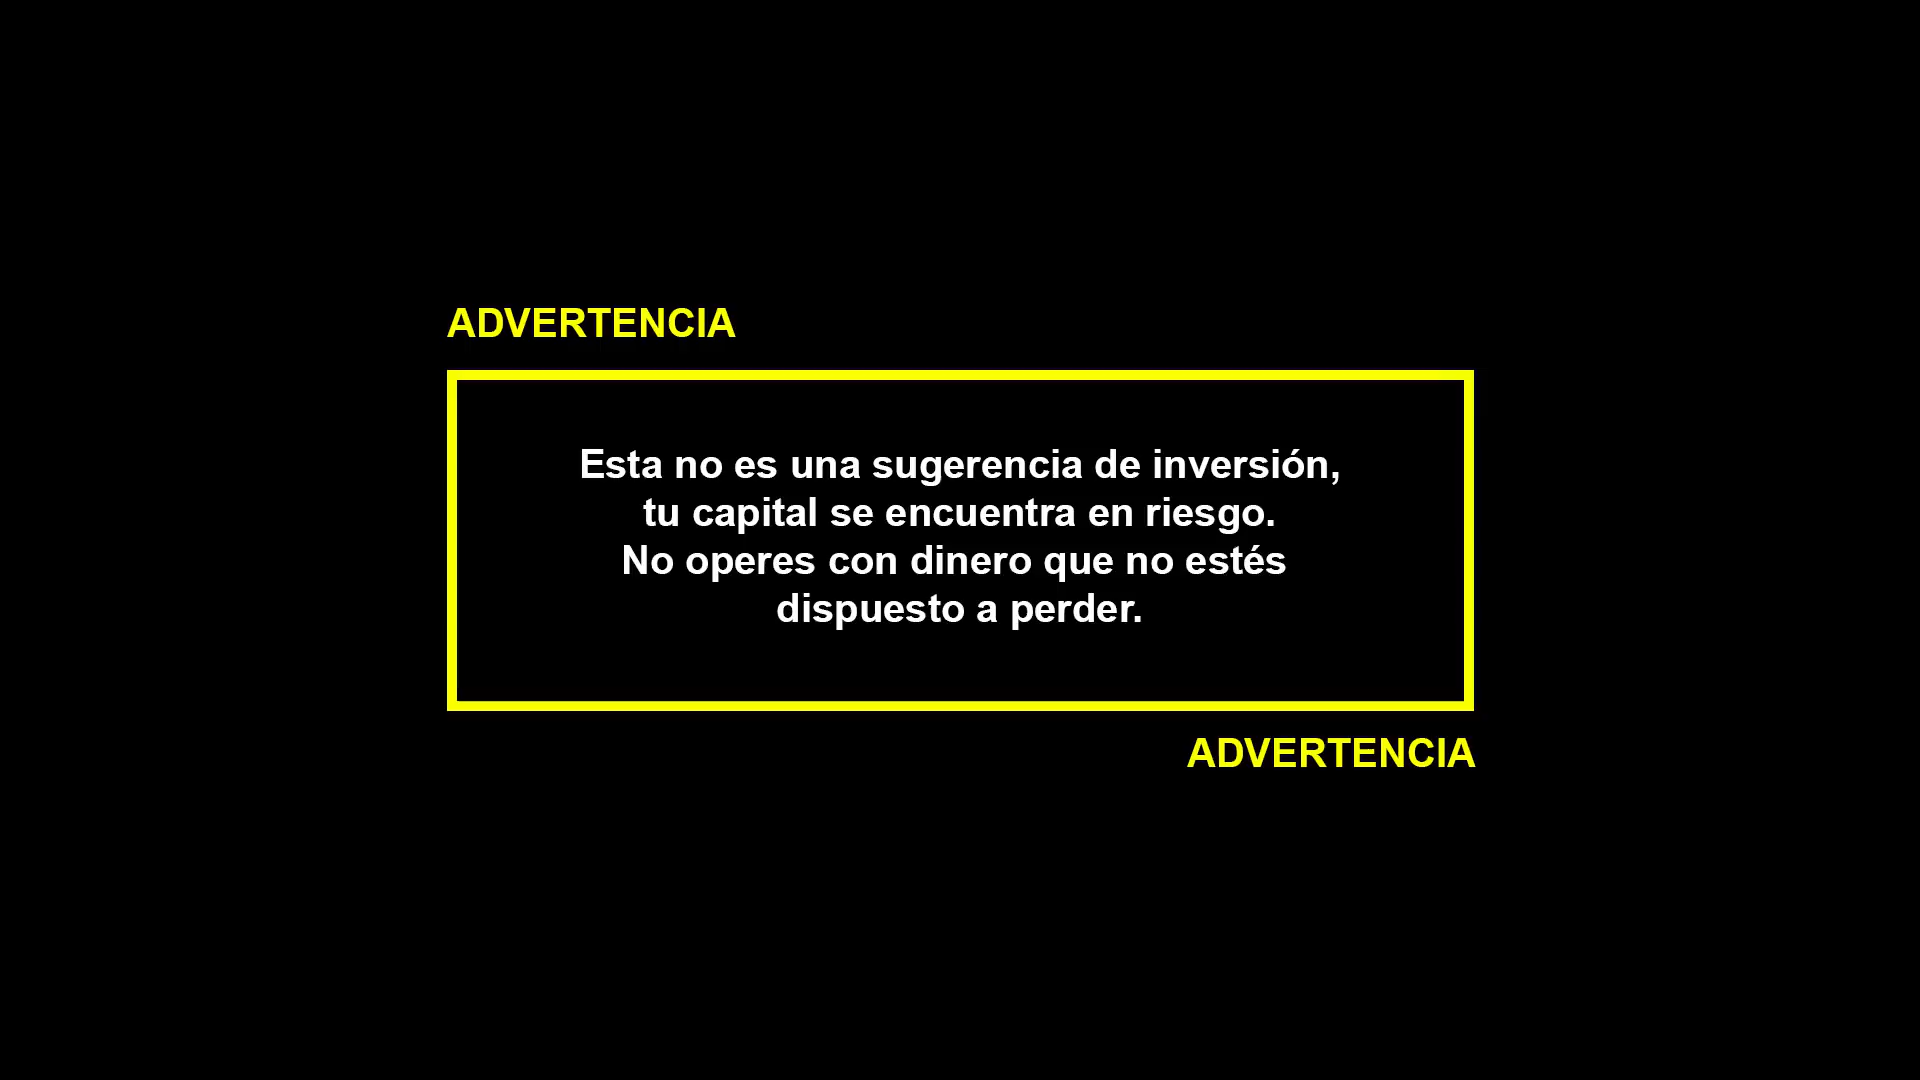 ADVERTENCIA
Esta no es una sugerencia de inversión,
tu capital se encuentra en riesgo.
No operes con dinero que no estés
dispuesto a perder.
ADVERTENCIA